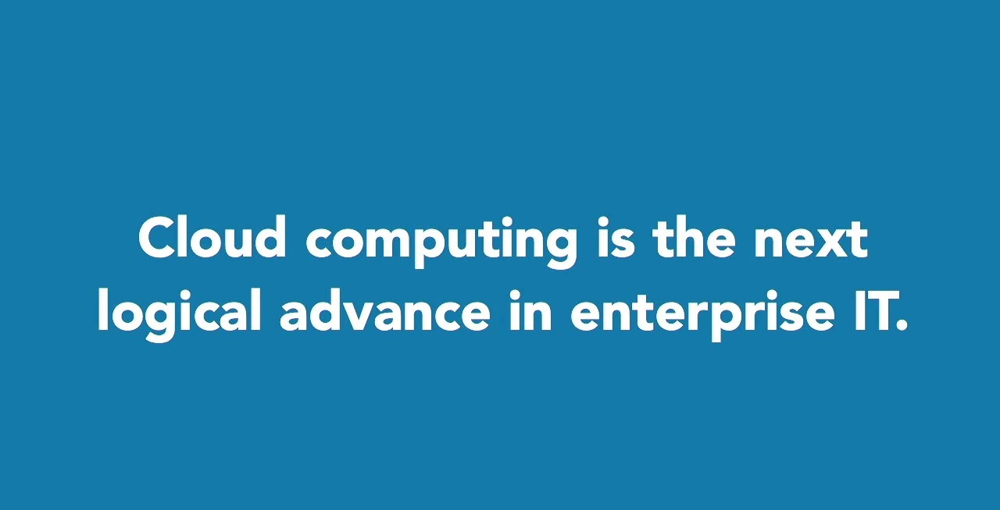 Cloud computing is the next
logical advance in enterprise IT.